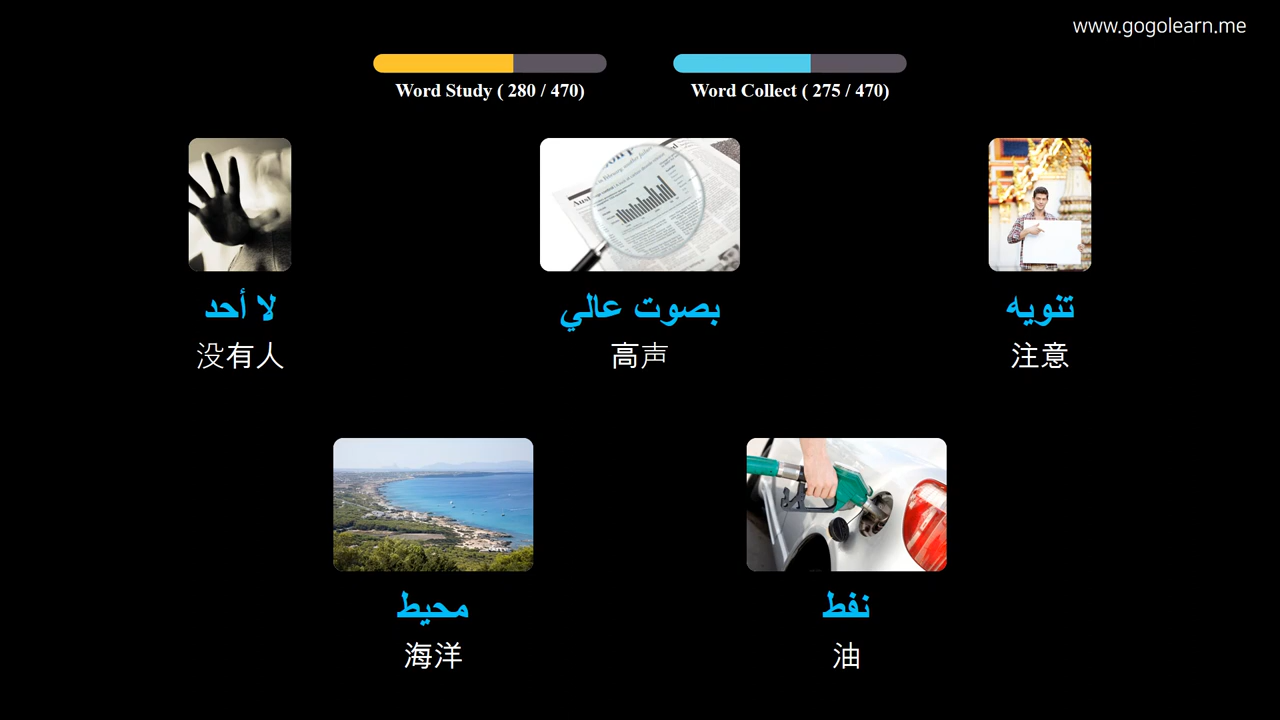 www.gogolearn.me
Word Study ( 280 / 470)
Word Collect ( 275 / 470)
لا أحد
没有人
بصوت عالي
高声
تنويه
注意
محيط
海洋
نفط
油